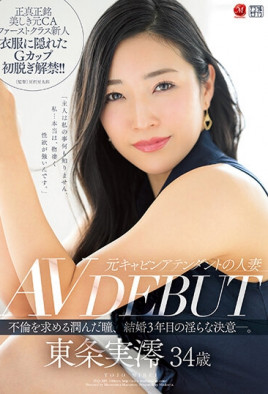 正真正銘
美しき元CA
ファーストクラス新人
衣服に隠れた
Gカップ
初脱ぎ解禁!!
「主人は私の事何も知りません
私…本当は、物凄く
性欲が強いんです。」
元キャビンアテンダントの人妻
AV DEBUT
不倫を求める潤んだ瞳、結婚3年目の淫らな決意―。
東条実澪 34歳